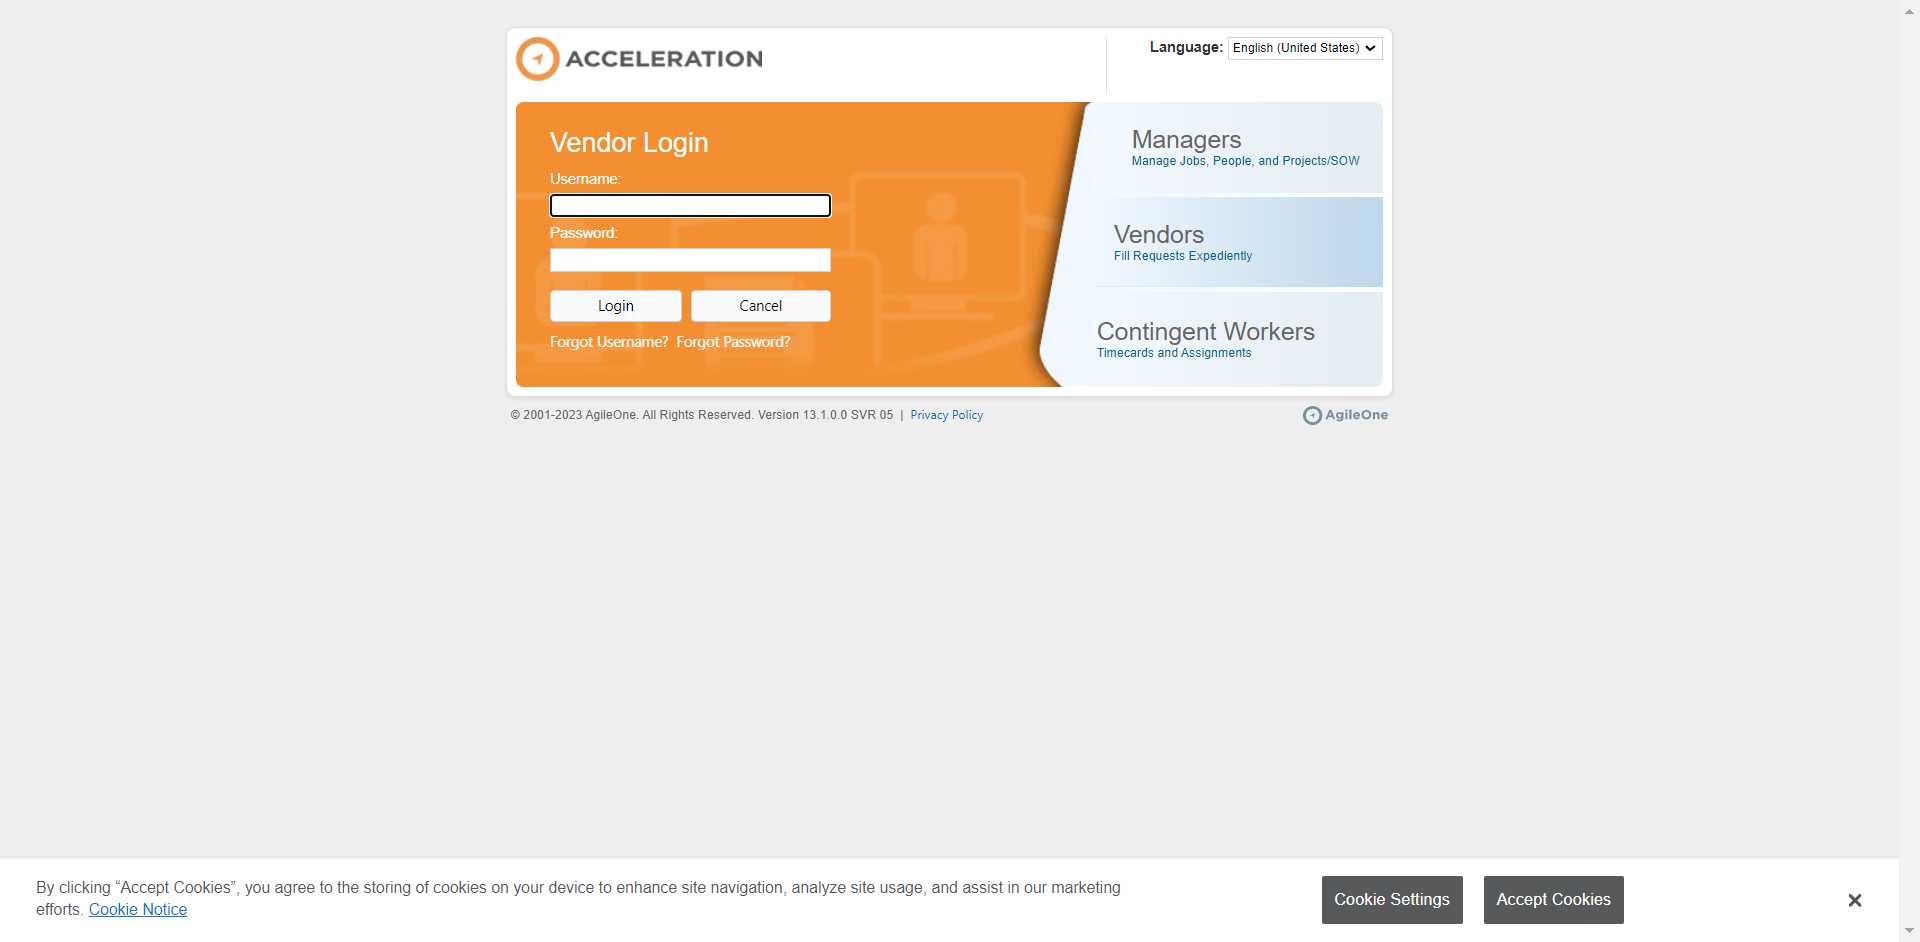 ACCELERATION
Language: English (United States)
Vendor Login
Username:
Password:
Login Cancel
Forgot Username? Forgot Password?
Managers
Manage Jobs, People, and Projects/SOW
Vendors
Fill Requests Expediently
Contingent Workers
Timecards and Assignments
© 2001-2023 AgileOne. All Rights Reserved. Version 13.1.0.0 SVR 05 | Privacy Policy
AgileOne
By clicking “Accept Cookies”, you agree to the storing of cookies on your device to enhance site navigation, analyze site usage, and assist in our marketing
efforts. Cookie Notice
Cookie Settings
Accept Cookies